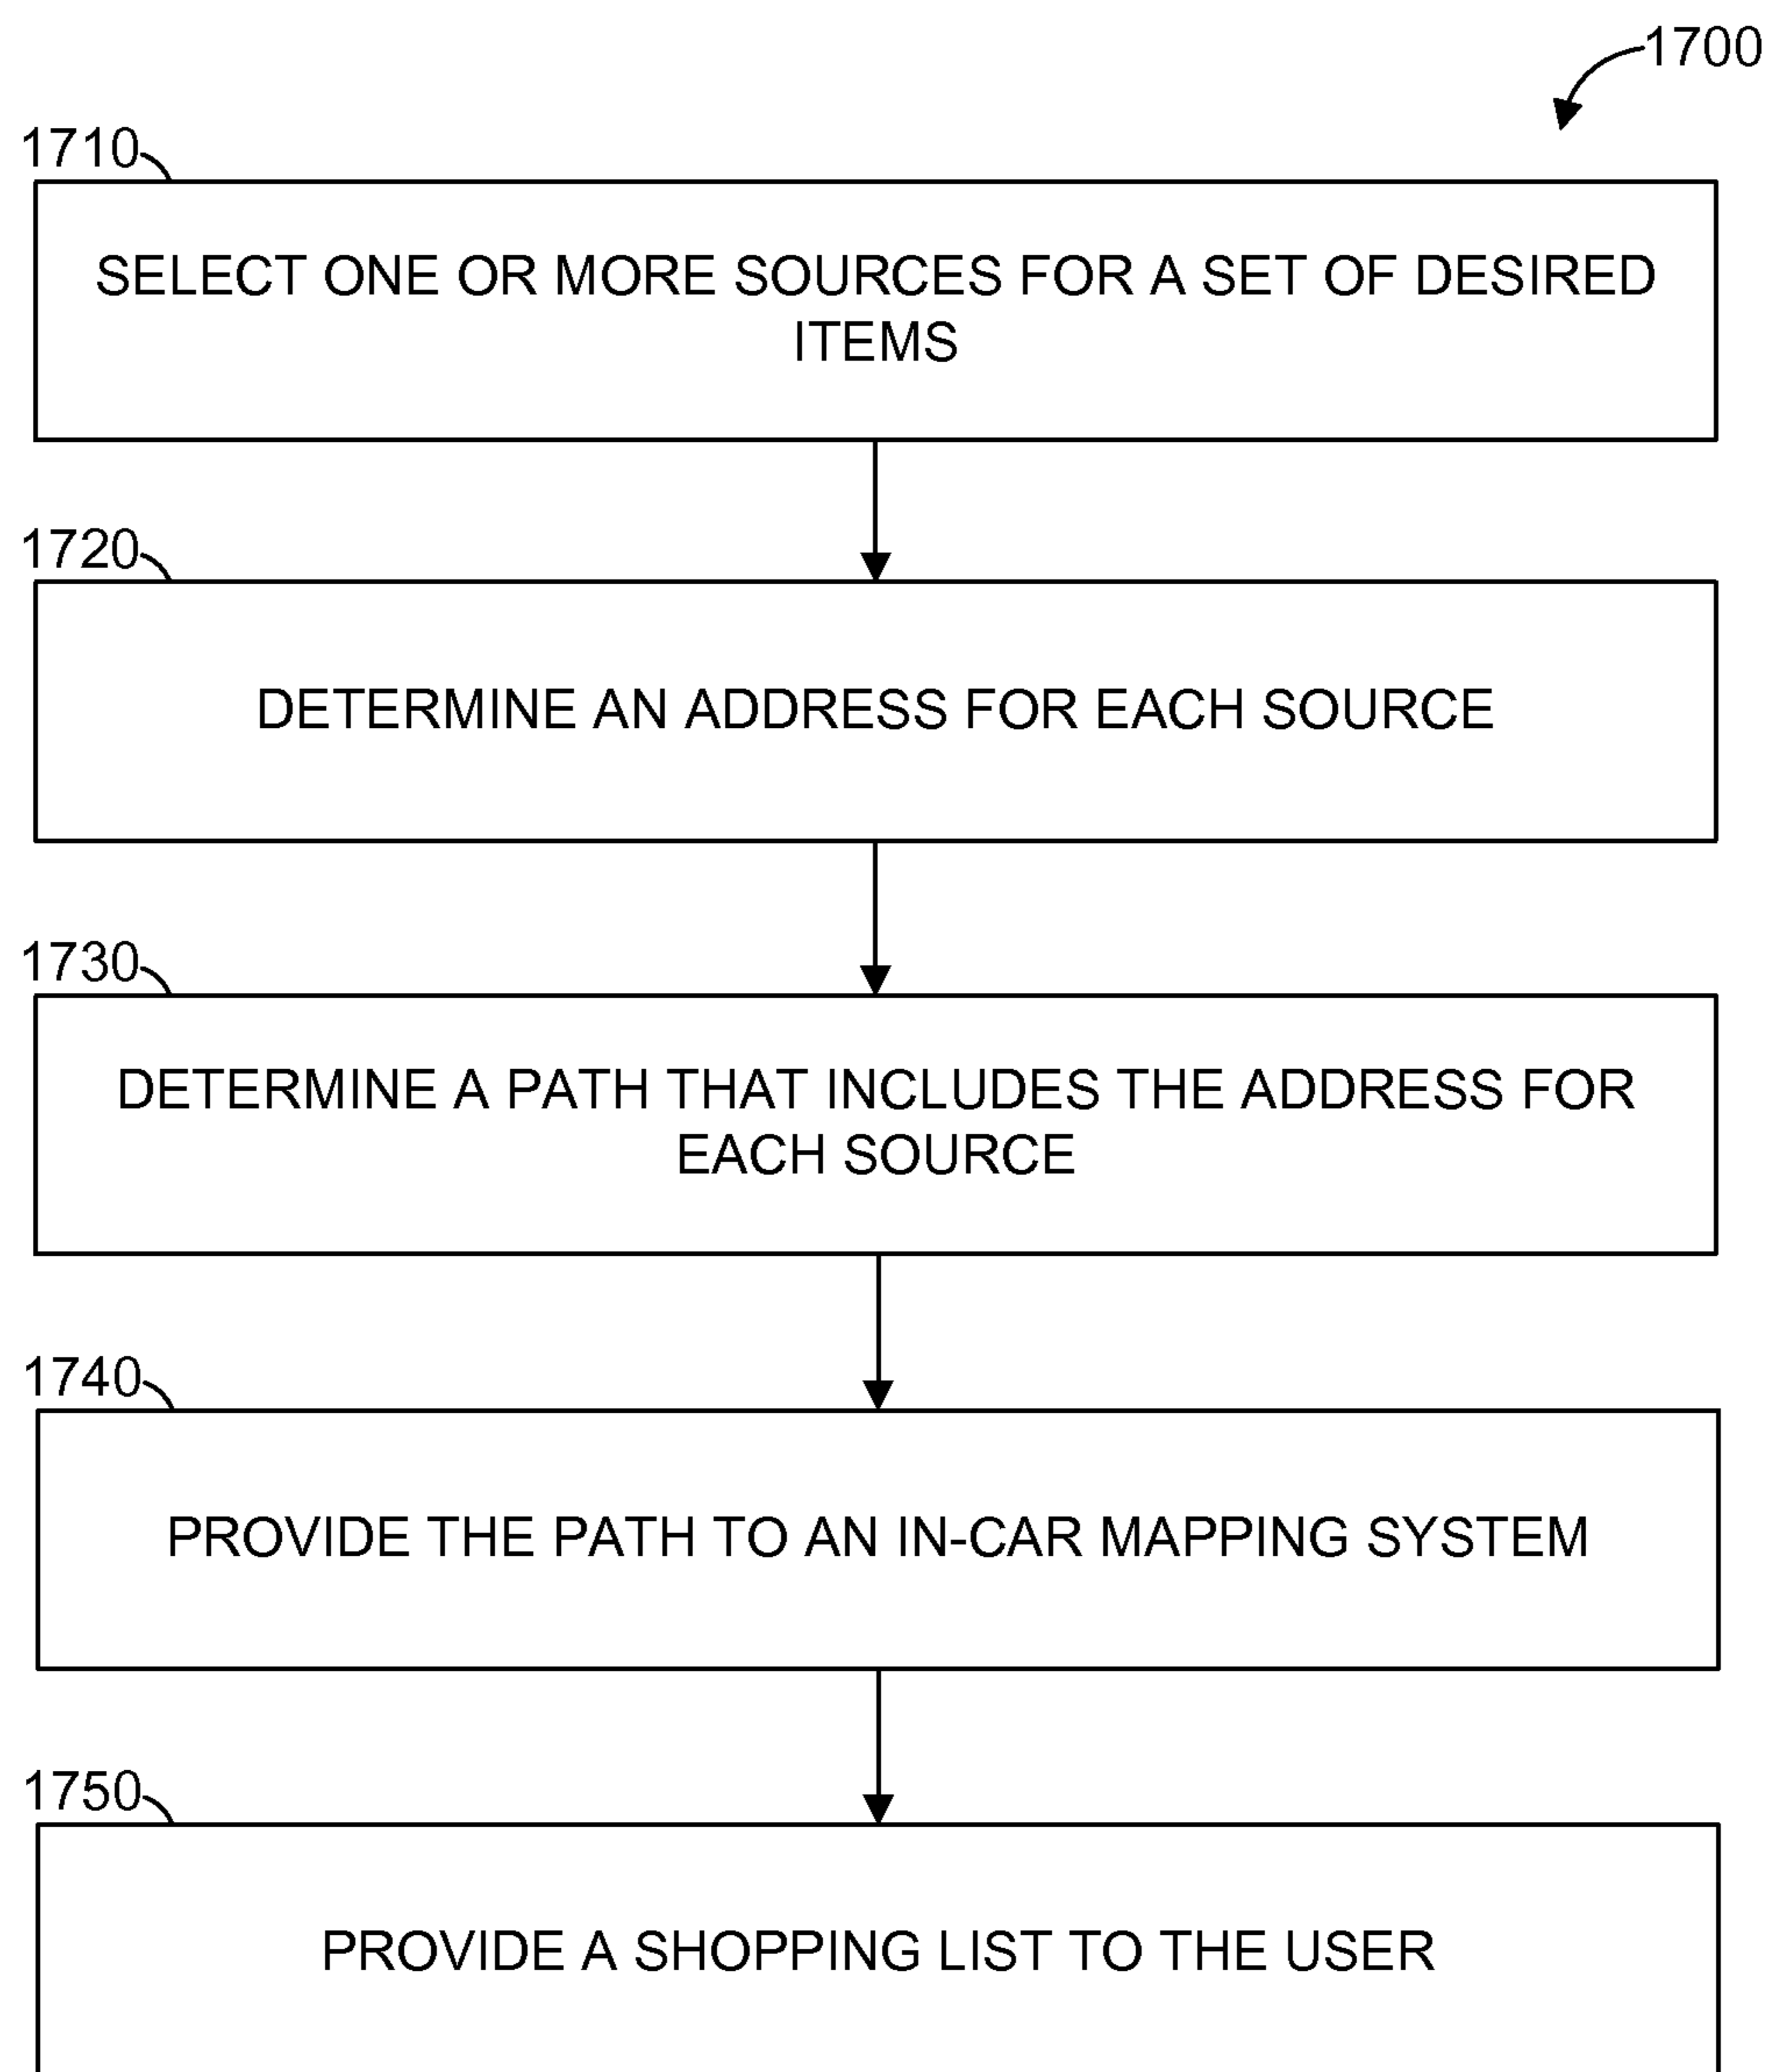 1700
1710
SELECT ONE OR MORE SOURCES FOR A SET OF DESIRED
ITEMS
1720
DETERMINE AN ADDRESS FOR EACH SOURCE
1730
DETERMINE A PATH THAT INCLUDES THE ADDRESS FOR
EACH SOURCE
1740
PROVIDE THE PATH TO AN IN-CAR MAPPING SYSTEM
1750
PROVIDE A SHOPPING LIST TO THE USER